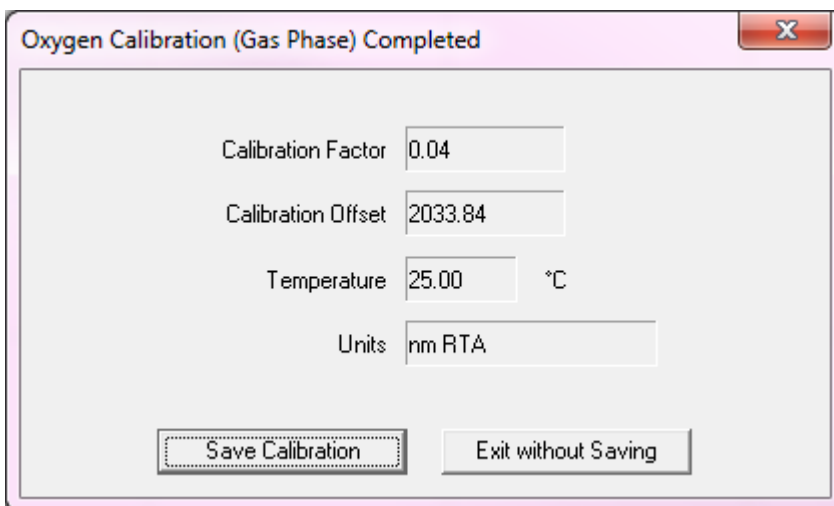 Oxygen Calibration (Gas Phase) Completed
Calibration Factor 0.04
Calibration Offset 2033.84
Temperature 25.00 °C
Units nm RTA
Save Calibration Exit without Saving